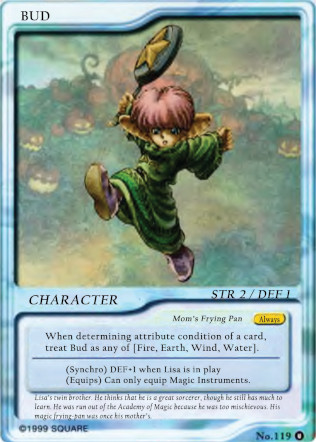 BUD
CHARACTER
STR 2 / DEF 1
Mom's Frying Pan
Always
When determining attribute condition of a card,
treat Bud as any of [Fire, Earth, Wind, Water].
(Synchro) DEF+1 when Lisa is in play
(Equips) Can only equip Magic Instruments.
Lisa's twin brother. He thinks that he is a great sorcerer, though he still has much to
learn. He was run out of the Academy of Magic because he was too mischievous. His
magic frying-pan was once his mother's.
©1999 SQUARE
No.119